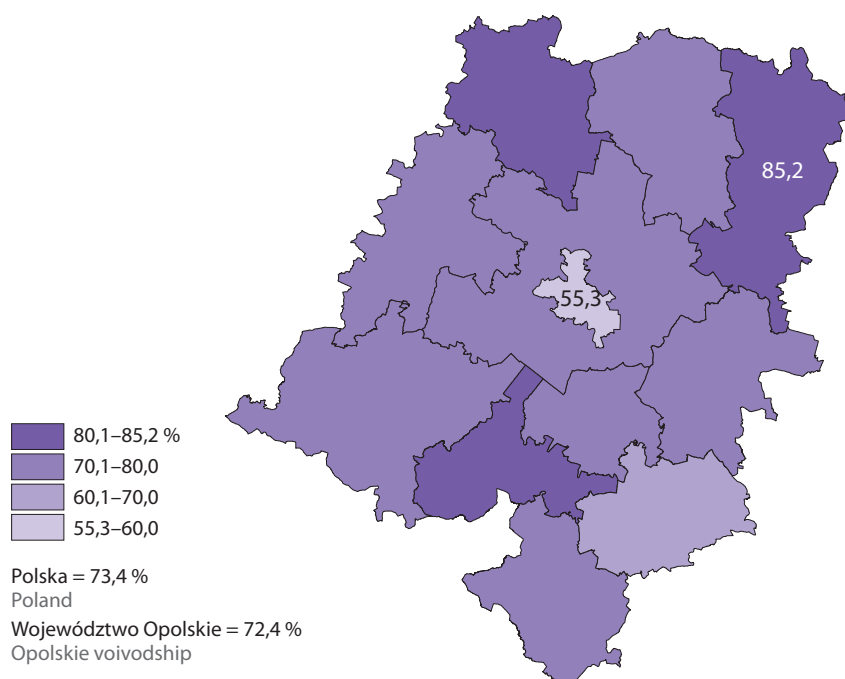 85,2
55,3
80,1–85,2 %
70,1–80,0
60,1–70,0
55,3–60,0
Polska = 73,4 %
Poland
Województwo Opolskie = 72,4 %
Opolskie voivodship